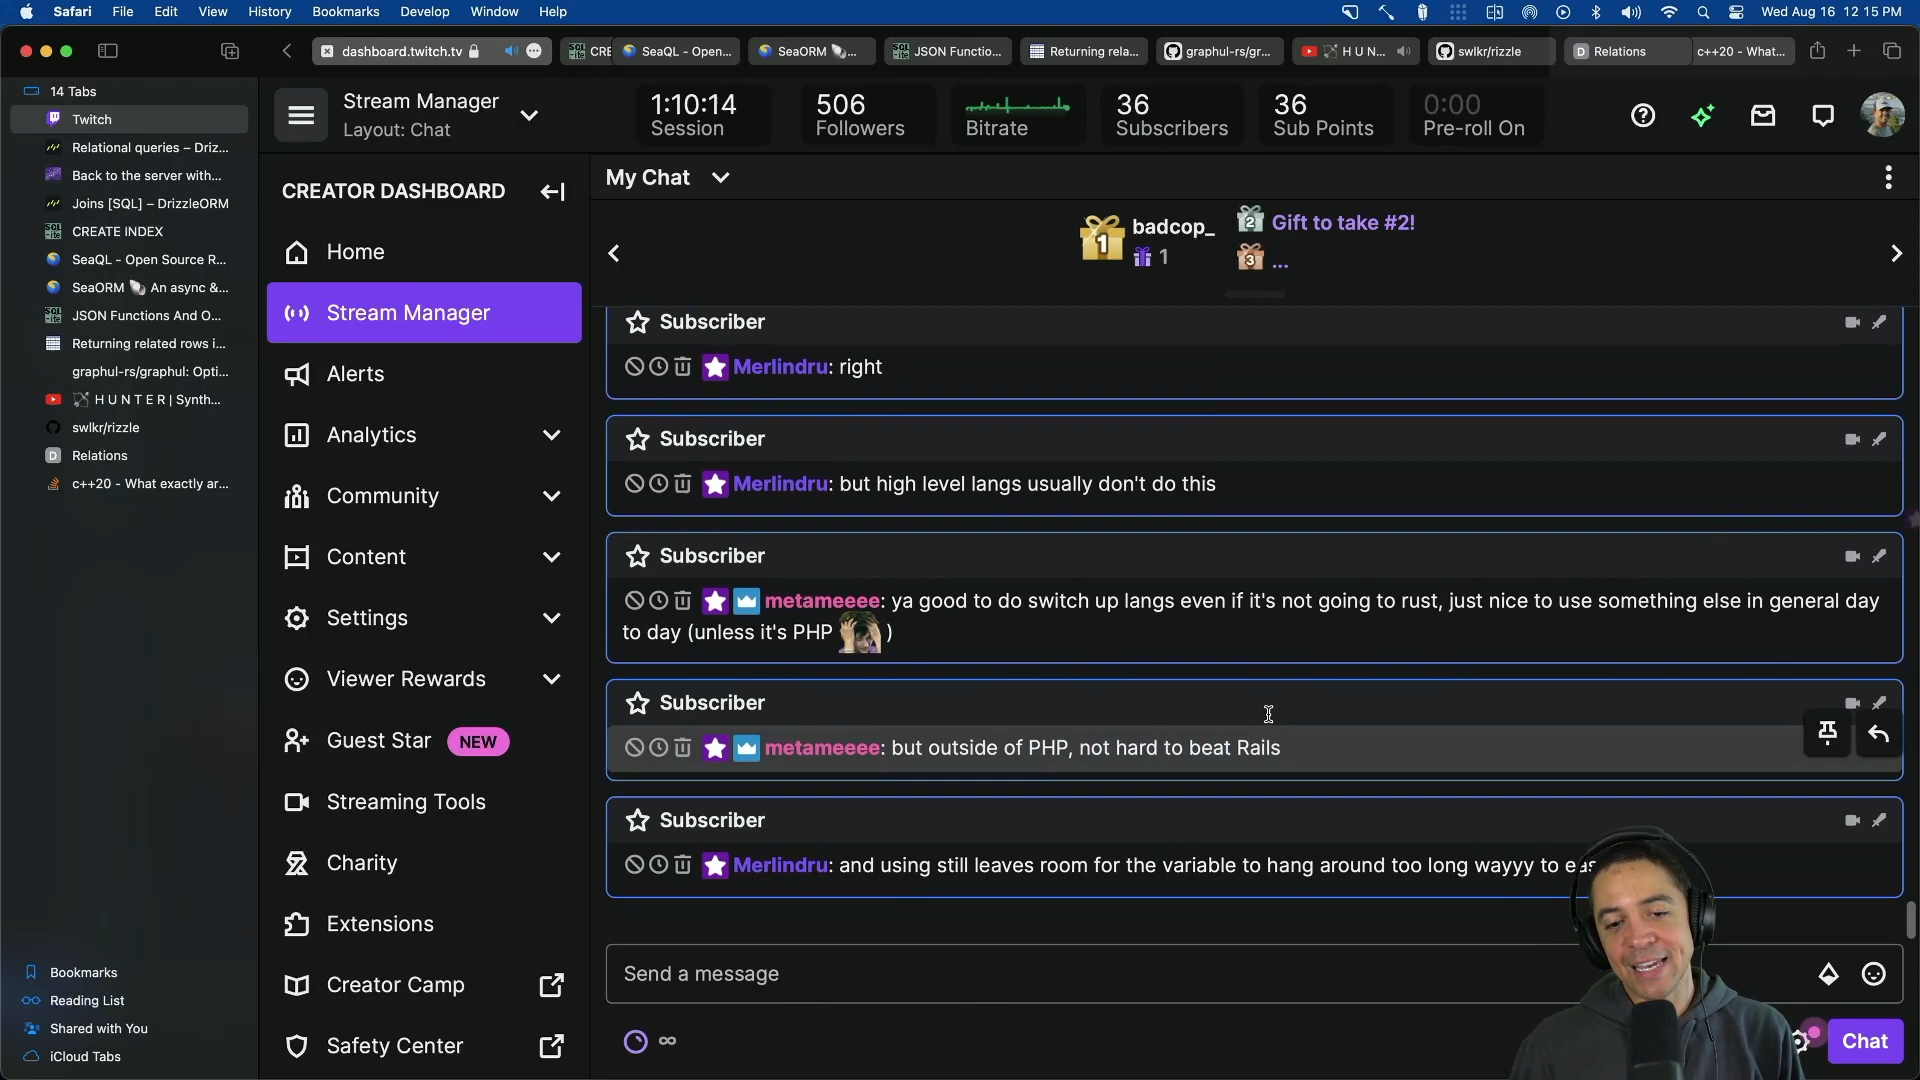 Safari File Edit View History Bookmarks Develop Window Help
Wed Aug 16 12 15 PM
dashboard.twitch.tv
CRE
SeaQL - Open...
SeaORM ...
JSON Functio...
Returning rela...
graphul-rs/gr...
H U N...
swlkr/rizzle
Relations
c++20 - What...
14 Tabs
Twitch
Relational queries – Driz...
Back to the server with...
Joins [SQL] – DrizzleORM
CREATE INDEX
SeaQL - Open Source R...
SeaORM An async &...
JSON Functions And O...
Returning related rows i...
graphul-rs/graphul: Opti...
H U N T E R | Synth...
swlkr/rizzle
Relations
c++20 - What exactly ar...
Bookmarks
Reading List
Shared with You
iCloud Tabs
Stream Manager
Layout: Chat
1:10:14
Session
506
Followers
Bitrate
36
Subscribers
36
Sub Points
0:00
Pre-roll On
CREATOR DASHBOARD
Home
Stream Manager
Alerts
Analytics
Community
Content
Settings
Viewer Rewards
Guest Star NEW
Streaming Tools
Charity
Extensions
Creator Camp
Safety Center
My Chat
1
badcop_
1
2 Gift to take #2!
3 ...
Subscriber
Merlindru: right
Subscriber
Merlindru: but high level langs usually don't do this
Subscriber
metameeee: ya good to do switch up langs even if it's not going to rust, just nice to use something else in general day
to day (unless it's PHP )
Subscriber
metameeee: but outside of PHP, not hard to beat Rails
Subscriber
Merlindru: and using still leaves room for the variable to hang around too long wayyy to eas
Send a message
Chat